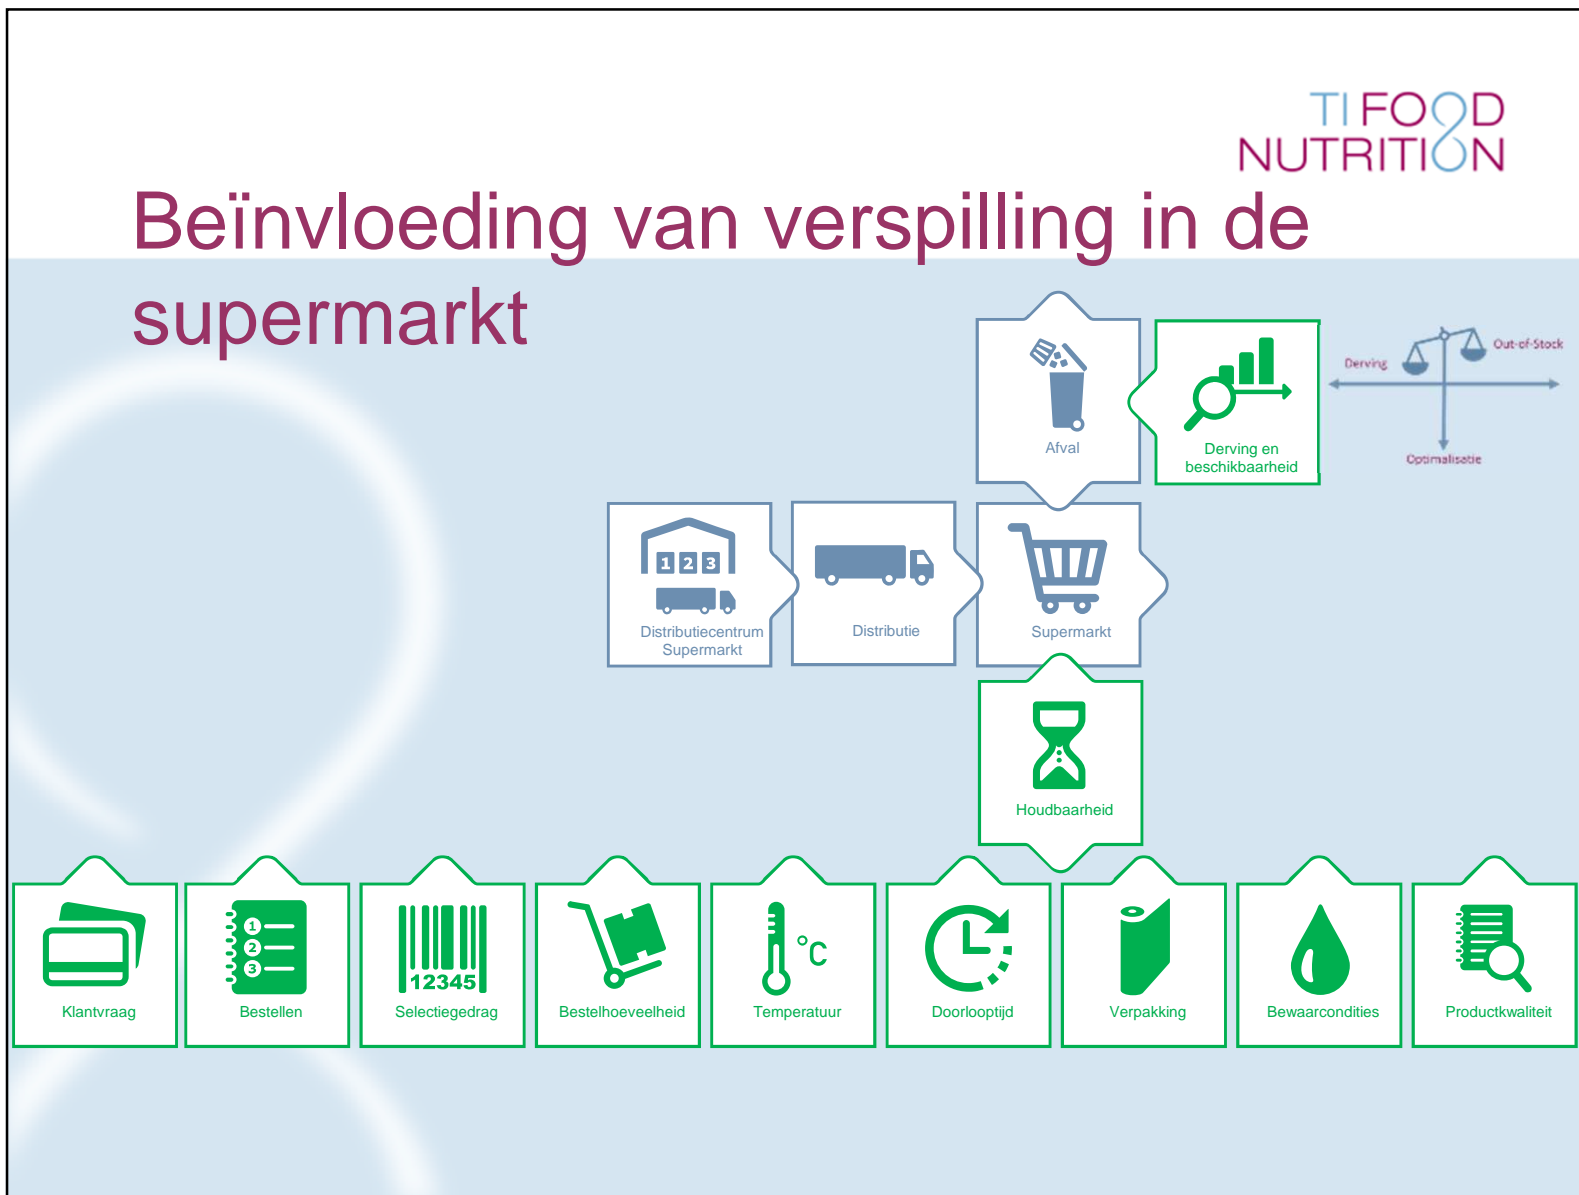 TI FOOD
NUTRITION
Beïnvloeding van verspilling in de
supermarkt
Afval
Derving en
beschikbaarheid
Derving
Out-of-Stock
Optimalisatie
1 2 3
Distributiecentrum
Supermarkt
Distributie
Supermarkt
Houdbaarheid
1
2
3
12345
°C
Klantvraag
Bestellen
Selectiegedrag
Bestelhoeveelheid
Temperatuur
Doorlooptijd
Verpakking
Bewaarcondities
Productkwaliteit